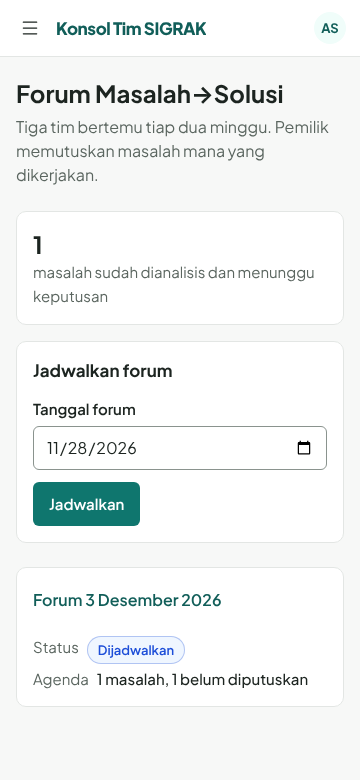 Konsol Tim SIGRAK
AS
Forum Masalah→Solusi
Tiga tim bertemu tiap dua minggu. Pemilik
memutuskan masalah mana yang
dikerjakan.
1
masalah sudah dianalisis dan menunggu
keputusan
Jadwalkan forum
Tanggal forum
11/28/2026
Jadwalkan
Forum 3 Desember 2026
Status Dijadwalkan
Agenda 1 masalah, 1 belum diputuskan